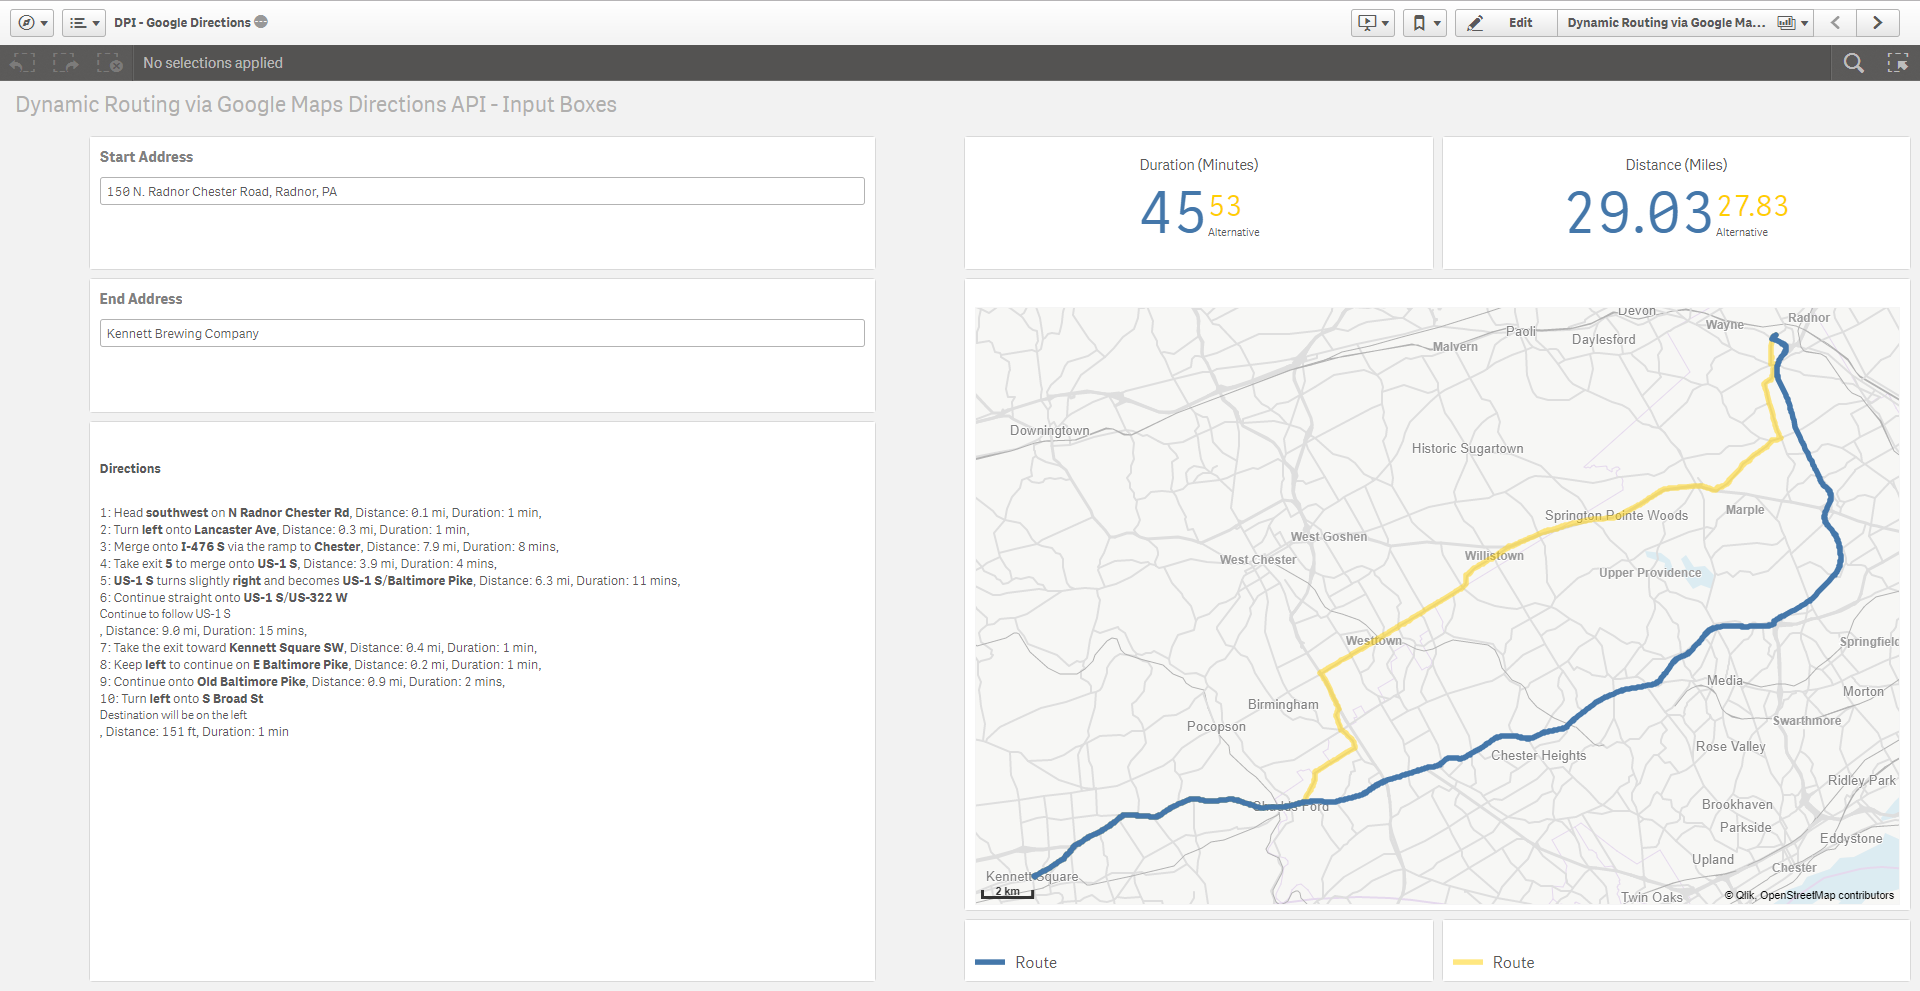 DPI - Google Directions
Edit
Dynamic Routing via Google Ma...
No selections applied
Dynamic Routing via Google Maps Directions API - Input Boxes
Start Address
150 N. Radnor Chester Road, Radnor, PA
End Address
Kennett Brewing Company
Directions
1: Head southwest on N Radnor Chester Rd, Distance: 0.1 mi, Duration: 1 min,
2: Turn left onto Lancaster Ave, Distance: 0.3 mi, Duration: 1 min,
3: Merge onto I-476 S via the ramp to Chester, Distance: 7.9 mi, Duration: 8 mins,
4: Take exit 5 to merge onto US-1 S, Distance: 3.9 mi, Duration: 4 mins,
5: US-1 S turns slightly right and becomes US-1 S/Baltimore Pike, Distance: 6.3 mi, Duration: 11 mins,
6: Continue straight onto US-1 S/US-322 W
Continue to follow US-1 S
, Distance: 9.0 mi, Duration: 15 mins,
7: Take the exit toward Kennett Square SW, Distance: 0.4 mi, Duration: 1 min,
8: Keep left to continue on E Baltimore Pike, Distance: 0.2 mi, Duration: 1 min,
9: Continue onto Old Baltimore Pike, Distance: 0.9 mi, Duration: 2 mins,
10: Turn left onto S Broad St
Destination will be on the left
, Distance: 151 ft, Duration: 1 min
Duration (Minutes)
45 53
Alternative
Distance (Miles)
29.03 27.83
Alternative
Devon
Radnor
Wayne
Paoli
Daylesford
Malvern
Downingtown
Historic Sugartown
Marple
Springton Pointe Woods
West Goshen
Willistown
West Chester
Upper Providence
Westtown
Springfield
Media
Morton
Birmingham
Swarthmore
Pocopson
Rose Valley
Chester Heights
Ridley Park
Chadds Ford
Brookhaven
Parkside
Eddystone
Upland
Chester
Kennett Square
2 km
Twin Oaks
© Qlik, OpenStreetMap contributors
Route
Route